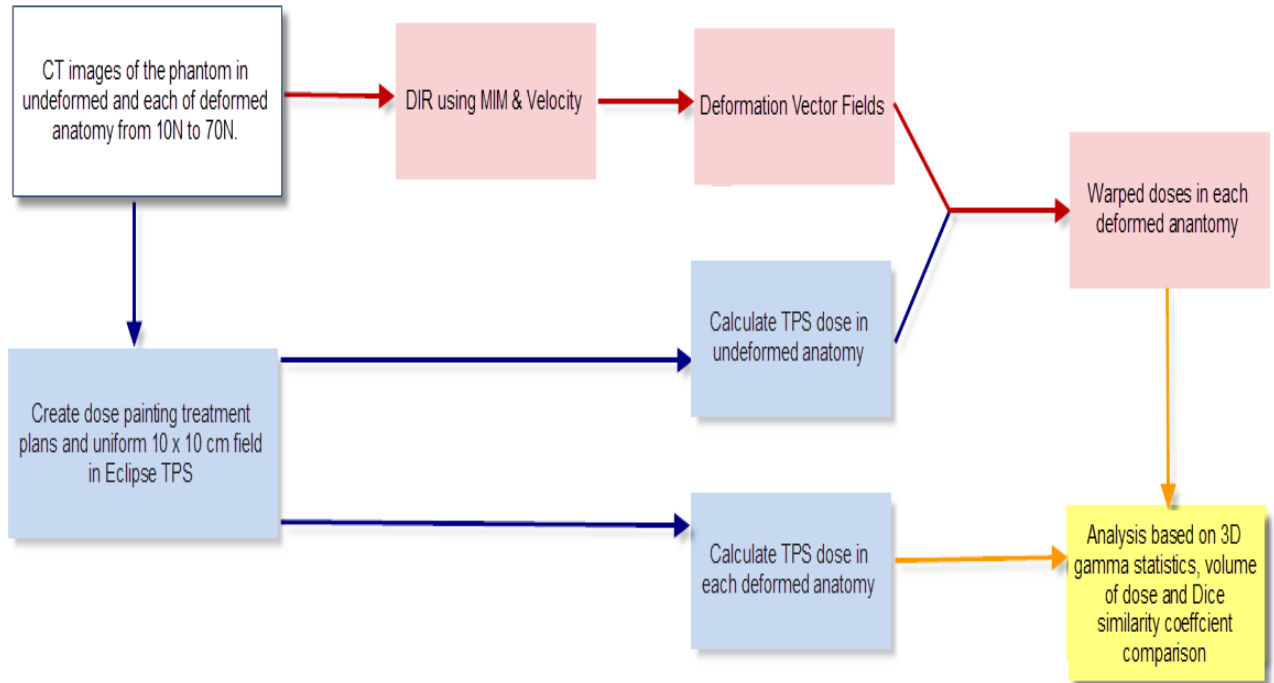 CT images of the phantom in
undeformed and each of deformed
anatomy from 10N to 70N.
DIR using MIM & Velocity
Deformation Vector Fields
Warped doses in each
deformed anantomy
Calculate TPS dose in
undeformed anatomy
Create dose painting treatment
plans and uniform 10 x 10 cm field
in Eclipse TPS
Calculate TPS dose in
each deformed anatomy
Analysis based on 3D
gamma statistics, volume
of dose and Dice
similarity coeffcient
comparison